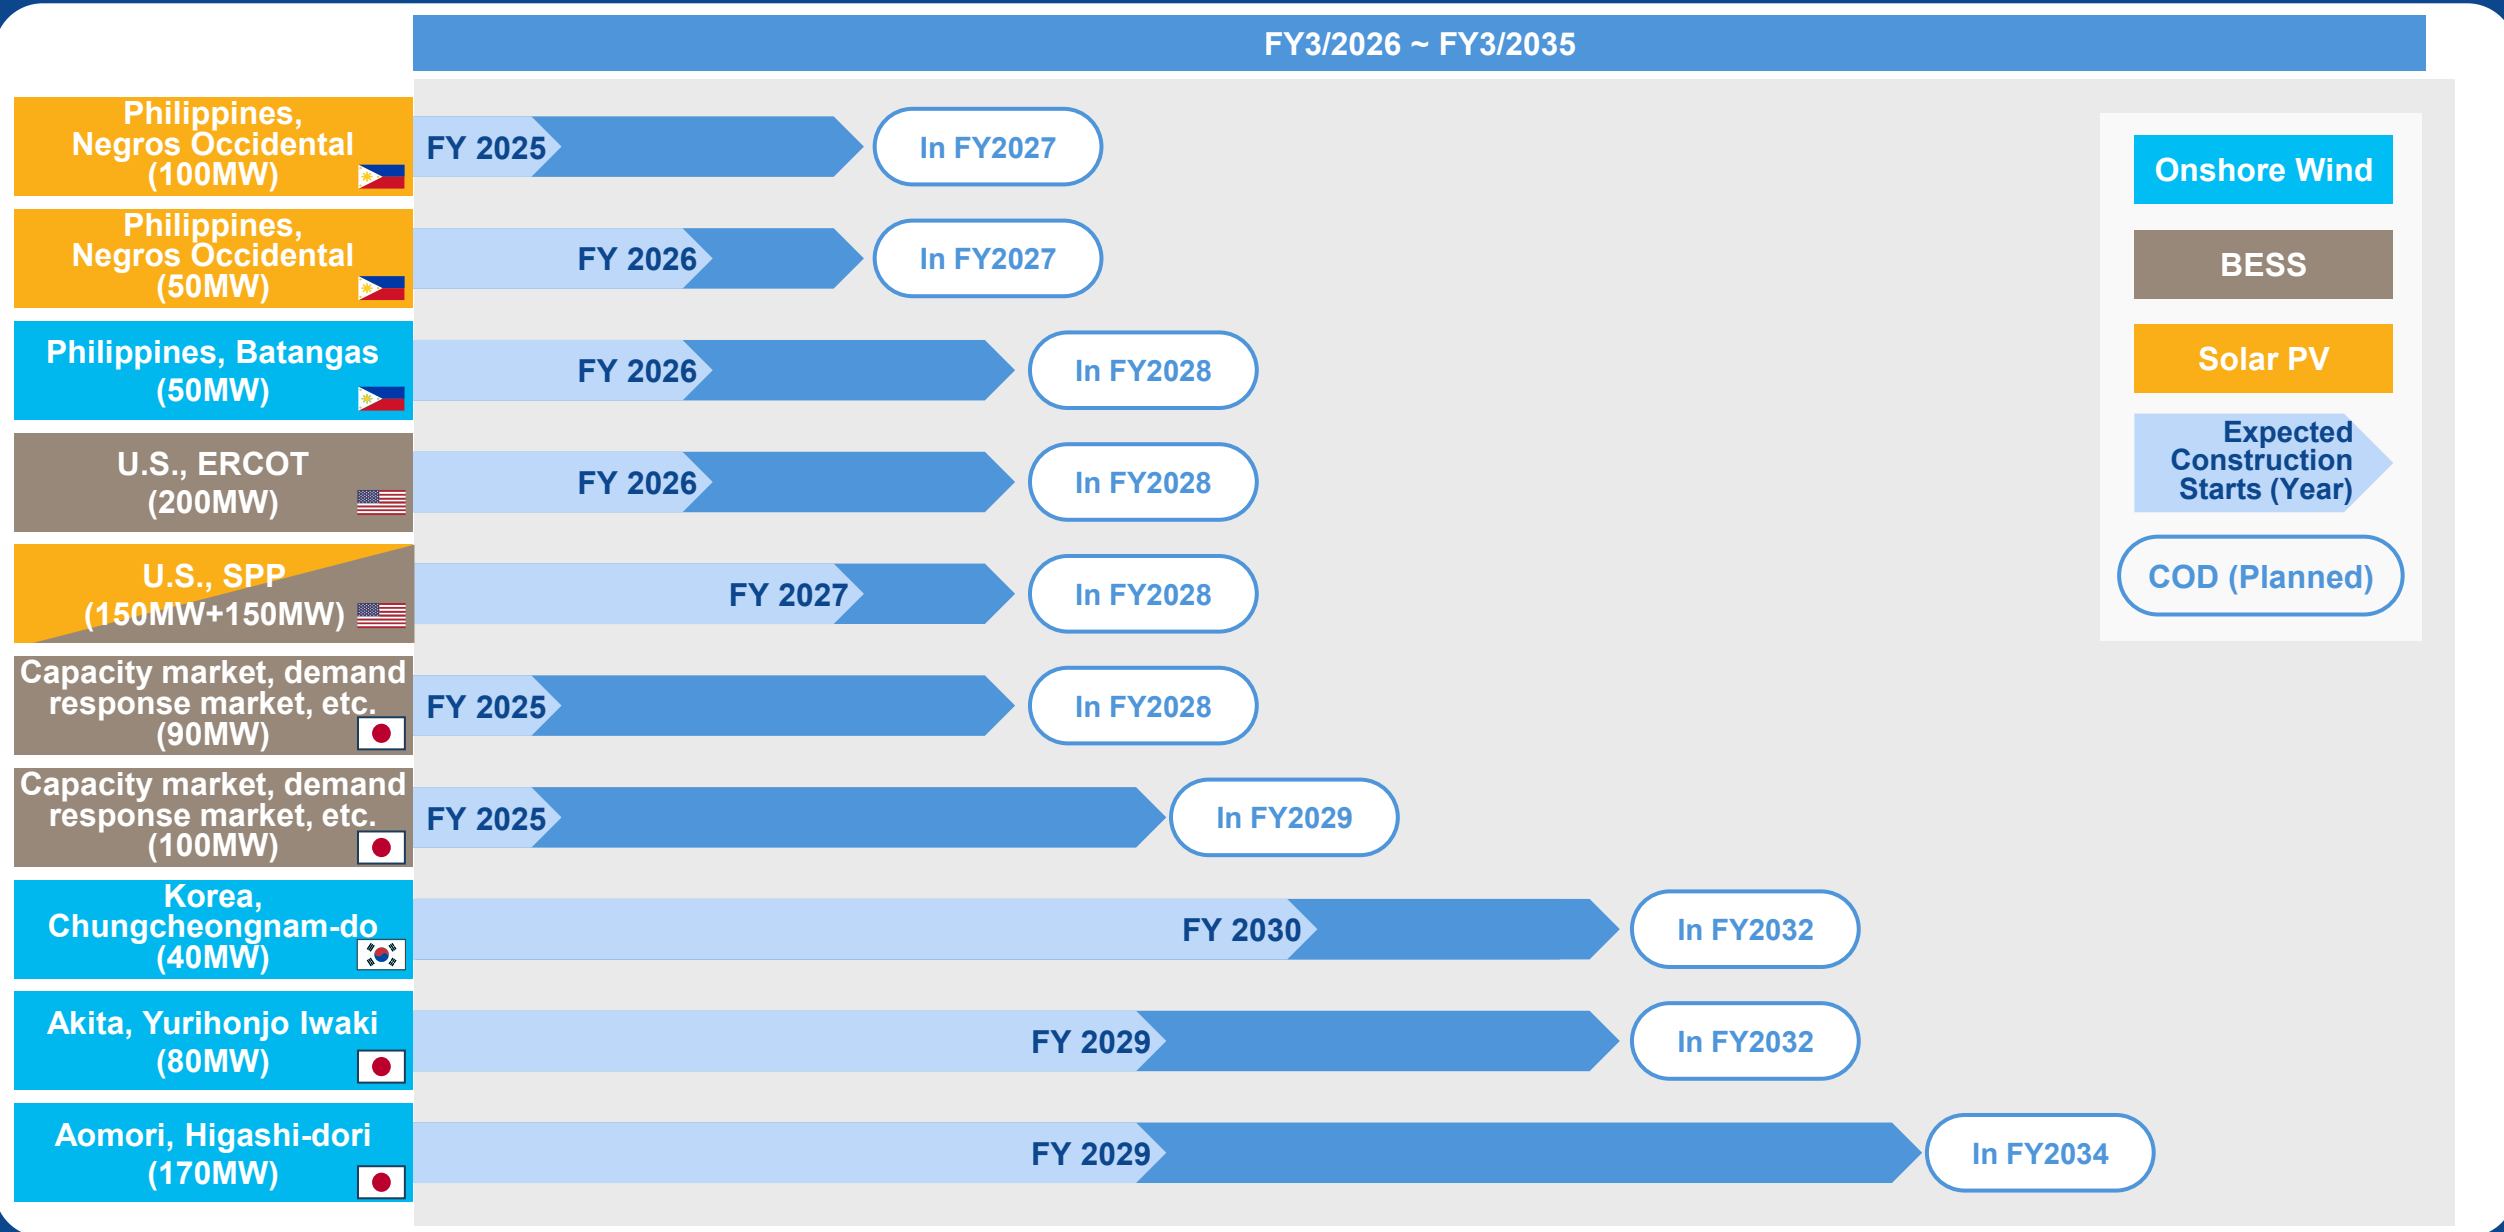 FY3/2026 ~ FY3/2035
Philippines,
Negros Occidental
(100MW)
FY 2025
In FY2027
Philippines,
Negros Occidental
(50MW)
FY 2026
In FY2027
Philippines, Batangas
(50MW)
FY 2026
In FY2028
U.S., ERCOT
(200MW)
FY 2026
In FY2028
U.S., SPP
(150MW+150MW)
FY 2027
In FY2028
Capacity market, demand
response market, etc.
(90MW)
FY 2025
In FY2028
Capacity market, demand
response market, etc.
(100MW)
FY 2025
In FY2029
Korea,
Chungcheongnam-do
(40MW)
FY 2030
In FY2032
Akita, Yurihonjo Iwaki
(80MW)
FY 2029
In FY2032
Aomori, Higashi-dori
(170MW)
FY 2029
In FY2034
Onshore Wind
BESS
Solar PV
Expected
Construction
Starts (Year)
COD (Planned)